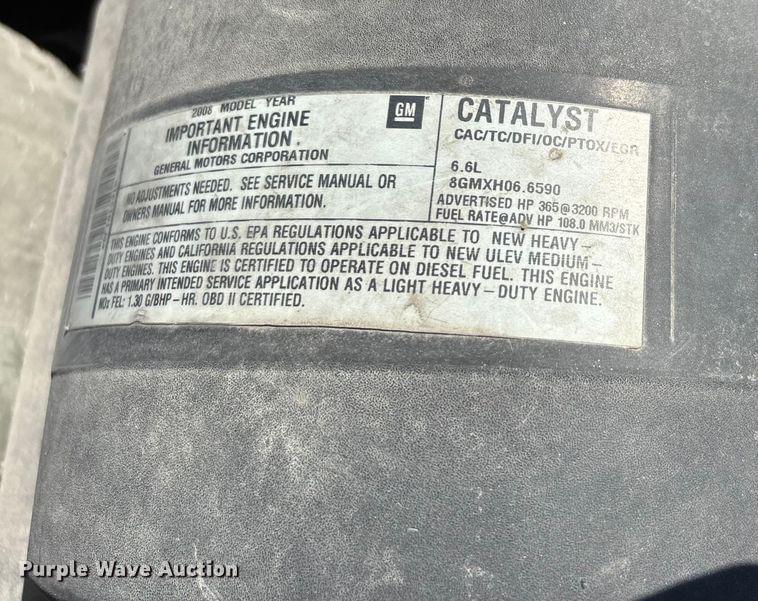 2008 MODEL YEAR
IMPORTANT ENGINE
INFORMATION
GENERAL MOTORS CORPORATION
GM
CATALYST
CAC/TC/DFI/OC/PTOX/EGR
6.6L
8GMXH06.6590
ADVERTISED HP 365@3200 RPM
FUEL RATE@ADV HP 108.0 MM3/STK
NO ADJUSTMENTS NEEDED. SEE SERVICE MANUAL OR
OWNERS MANUAL FOR MORE INFORMATION.
THIS ENGINE CONFORMS TO U.S. EPA REGULATIONS APPLICABLE TO NEW HEAVY-
DUTY ENGINES AND CALIFORNIA REGULATIONS APPLICABLE TO NEW ULEV MEDIUM-
DUTY ENGINES. THIS ENGINE IS CERTIFIED TO OPERATE ON DIESEL FUEL. THIS ENGINE
HAS A PRIMARY INTENDED SERVICE APPLICATION AS A LIGHT HEAVY-DUTY ENGINE.
NOx FEL: 1.30 G/BHP-HR. OBD II CERTIFIED.
Purple Wave Auction